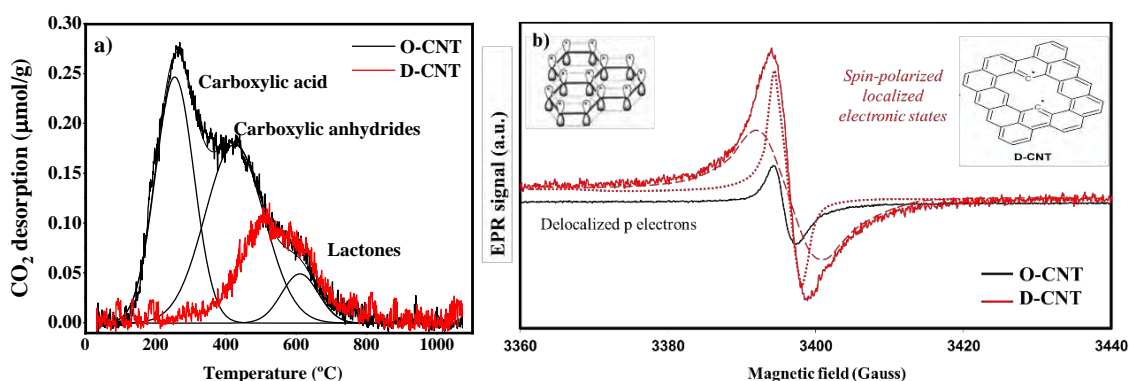 a)
O-CNT
D-CNT
Carboxylic acid
Carboxylic anhydrides
Lactones
CO2 desorption (μmol/g)
0.30
0.25
0.20
0.15
0.10
0.05
0.00
0 200 400 600 800 1000
Temperature (ºC)
b)
Spin-polarized
localized
electronic states
C
C
D-CNT
EPR signal (a.u.)
Delocalized p electrons
O-CNT
D-CNT
3360 3380 3400 3420 3440
Magnetic field (Gauss)